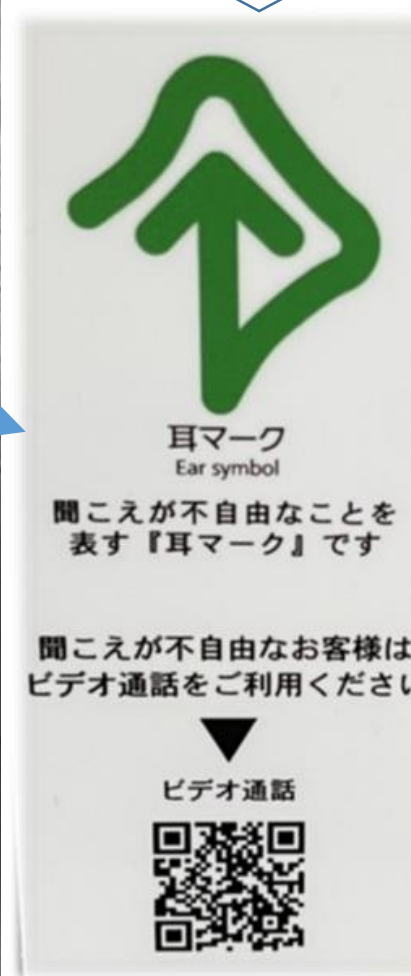 耳マーク
Ear symbol
聞こえが不自由なことを
表す『耳マーク』です
聞こえが不自由なお客様は
ビデオ通話をご利用ください
ビデオ通話